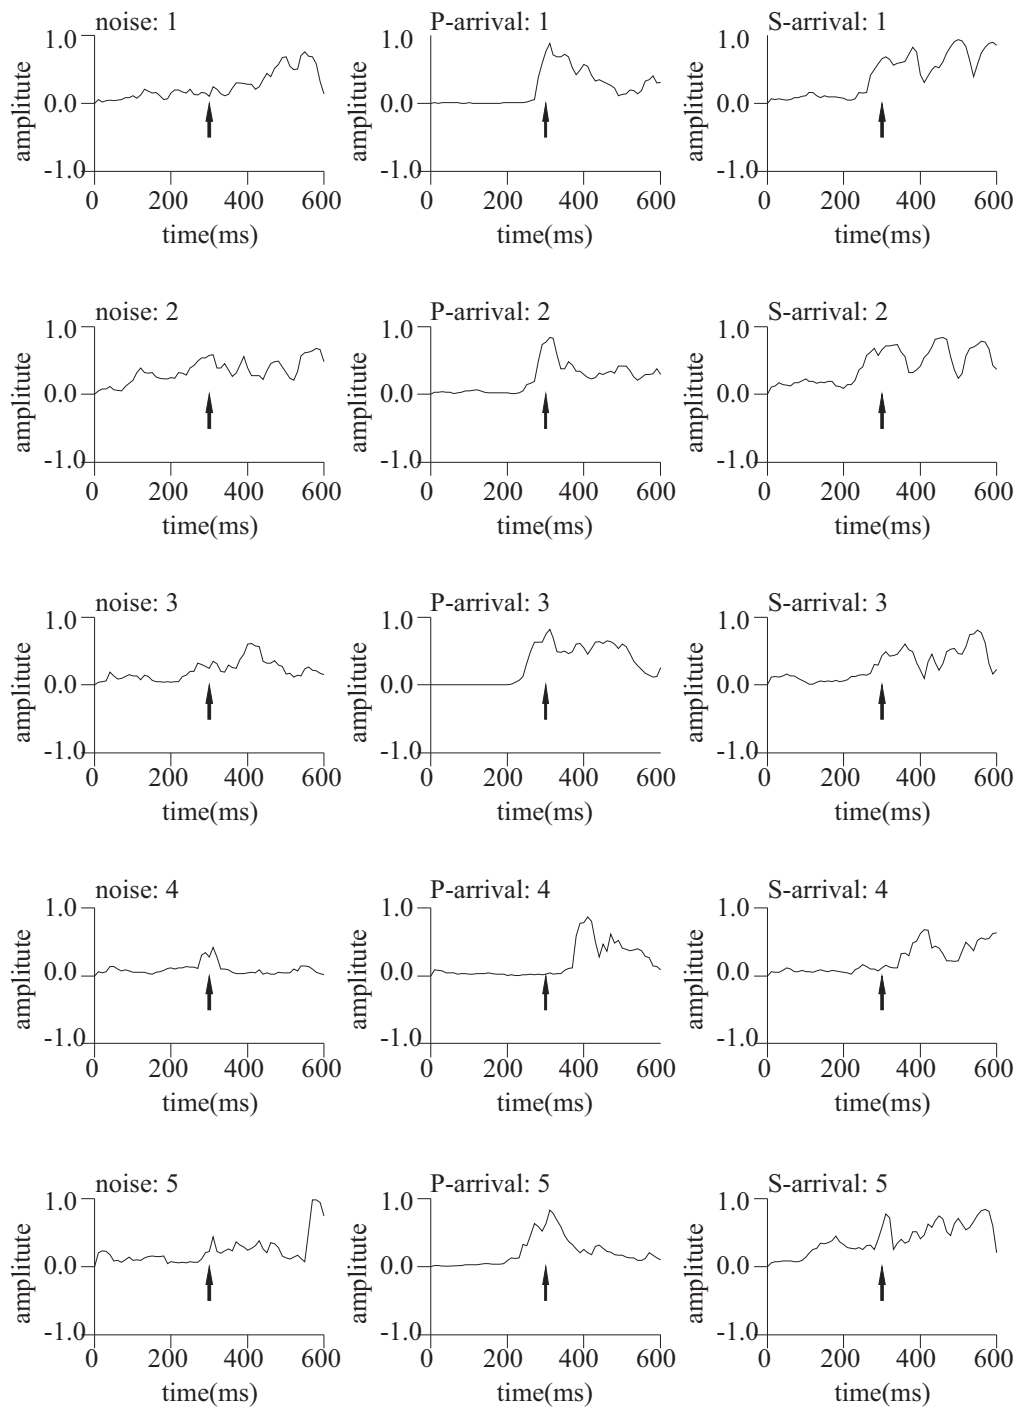 noise: 1
1.0
0.0
-1.0
amplitute
0 200 400 600
time(ms)
P-arrival: 1
1.0
0.0
-1.0
amplitute
0 200 400 600
time(ms)
S-arrival: 1
1.0
0.0
-1.0
amplitute
0 200 400 600
time(ms)
noise: 2
1.0
0.0
-1.0
amplitute
0 200 400 600
time(ms)
P-arrival: 2
1.0
0.0
-1.0
amplitute
0 200 400 600
time(ms)
S-arrival: 2
1.0
0.0
-1.0
amplitute
0 200 400 600
time(ms)
noise: 3
1.0
0.0
-1.0
amplitute
0 200 400 600
time(ms)
P-arrival: 3
1.0
0.0
-1.0
amplitute
0 200 400 600
time(ms)
S-arrival: 3
1.0
0.0
-1.0
amplitute
0 200 400 600
time(ms)
noise: 4
1.0
0.0
-1.0
amplitute
0 200 400 600
time(ms)
P-arrival: 4
1.0
0.0
-1.0
amplitute
0 200 400 600
time(ms)
S-arrival: 4
1.0
0.0
-1.0
amplitute
0 200 400 600
time(ms)
noise: 5
1.0
0.0
-1.0
amplitute
0 200 400 600
time(ms)
P-arrival: 5
1.0
0.0
-1.0
amplitute
0 200 400 600
time(ms)
S-arrival: 5
1.0
0.0
-1.0
amplitute
0 200 400 600
time(ms)